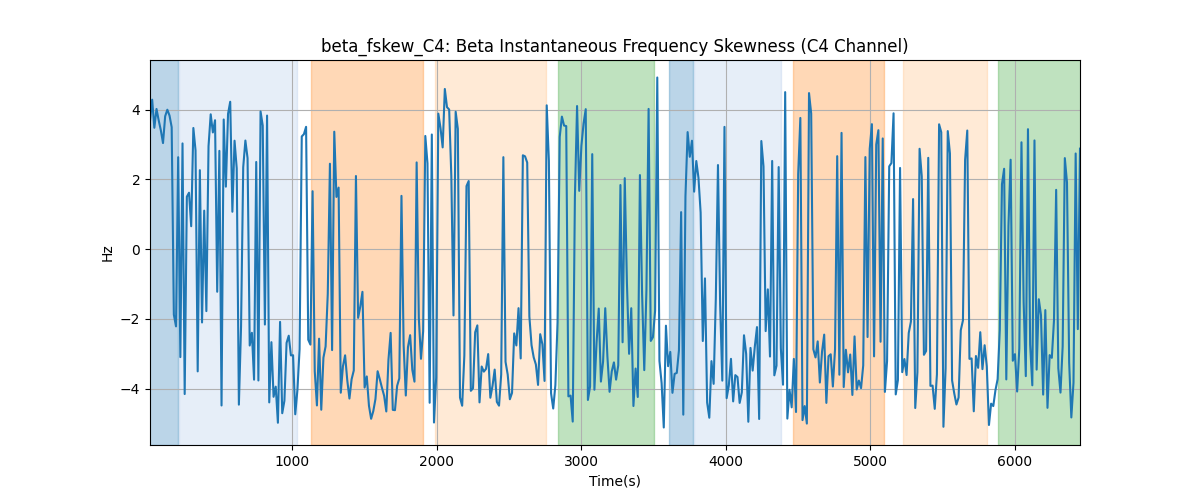 beta_fskew_C4: Beta Instantaneous Frequency Skewness (C4 Channel)
Hz
4
2
0
−2
−4
1000 2000 3000 4000 5000 6000
Time(s)